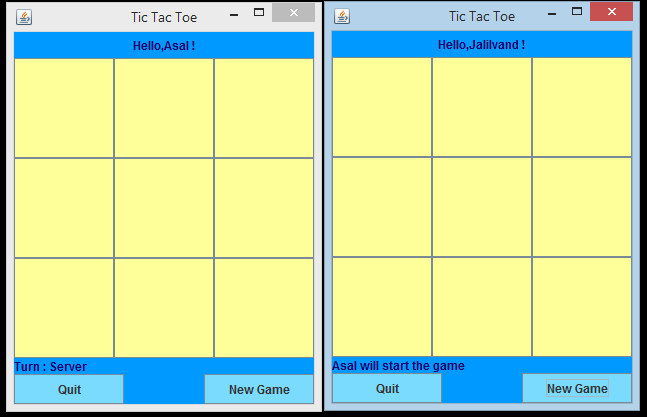 Tic Tac Toe
Hello,Asal !
Turn : Server
Quit
New Game
Tic Tac Toe
Hello,Jalilvand !
Asal will start the game
Quit
New Game